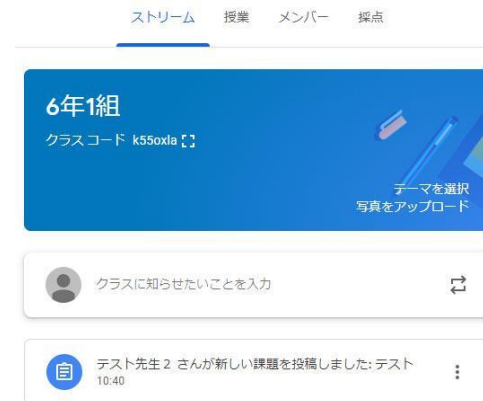 ストリーム 授業 メンバー 採点
6年1組
クラス コード k55oxla
テーマを選択
写真をアップロード
クラスに知らせたいことを入力
テスト先生2 さんが新しい課題を投稿しました: テスト
10:40